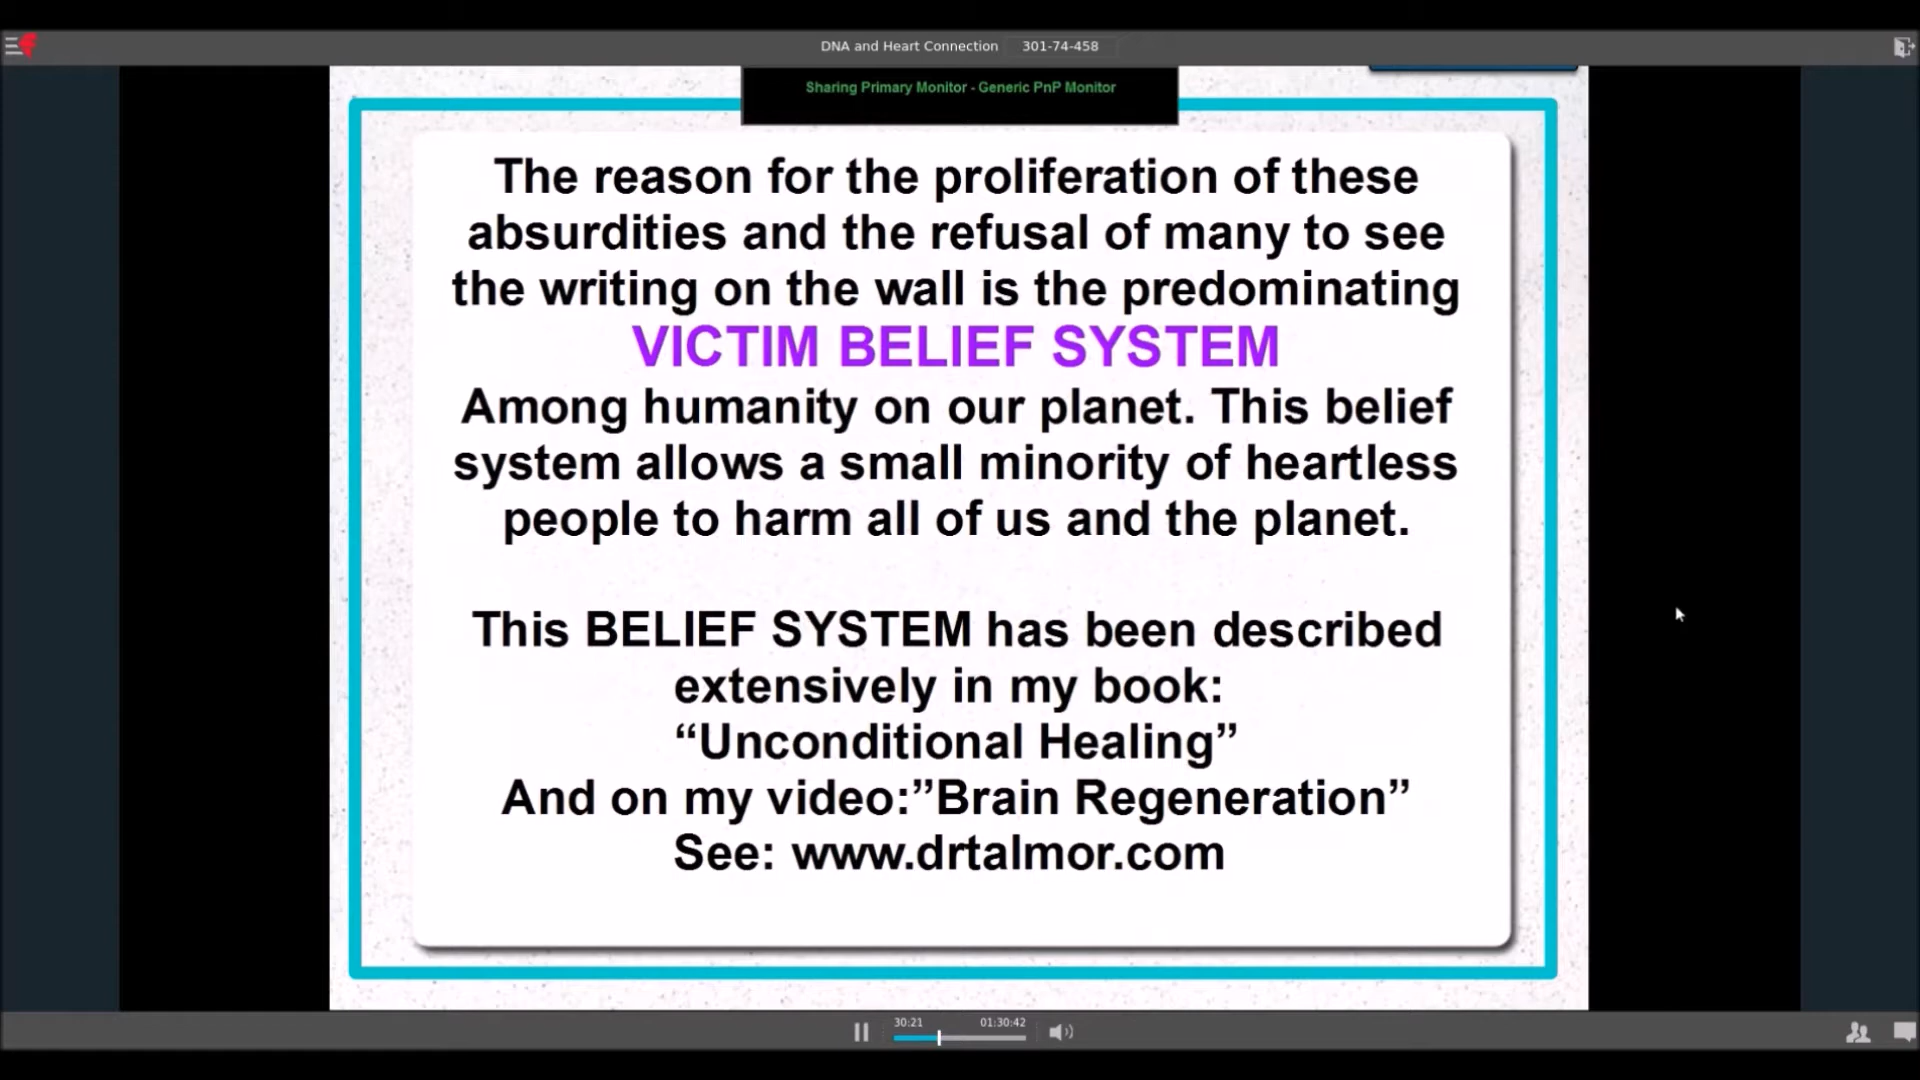 DNA and Heart Connection 301-74-458
Sharing Primary Monitor - Generic PnP Monitor
The reason for the proliferation of these
absurdities and the refusal of many to see
the writing on the wall is the predominating
VICTIM BELIEF SYSTEM
Among humanity on our planet. This belief
system allows a small minority of heartless
people to harm all of us and the planet.
This BELIEF SYSTEM has been described
extensively in my book:
“Unconditional Healing”
And on my video:”Brain Regeneration”
See: www.drtalmor.com
30:21 01:30:42